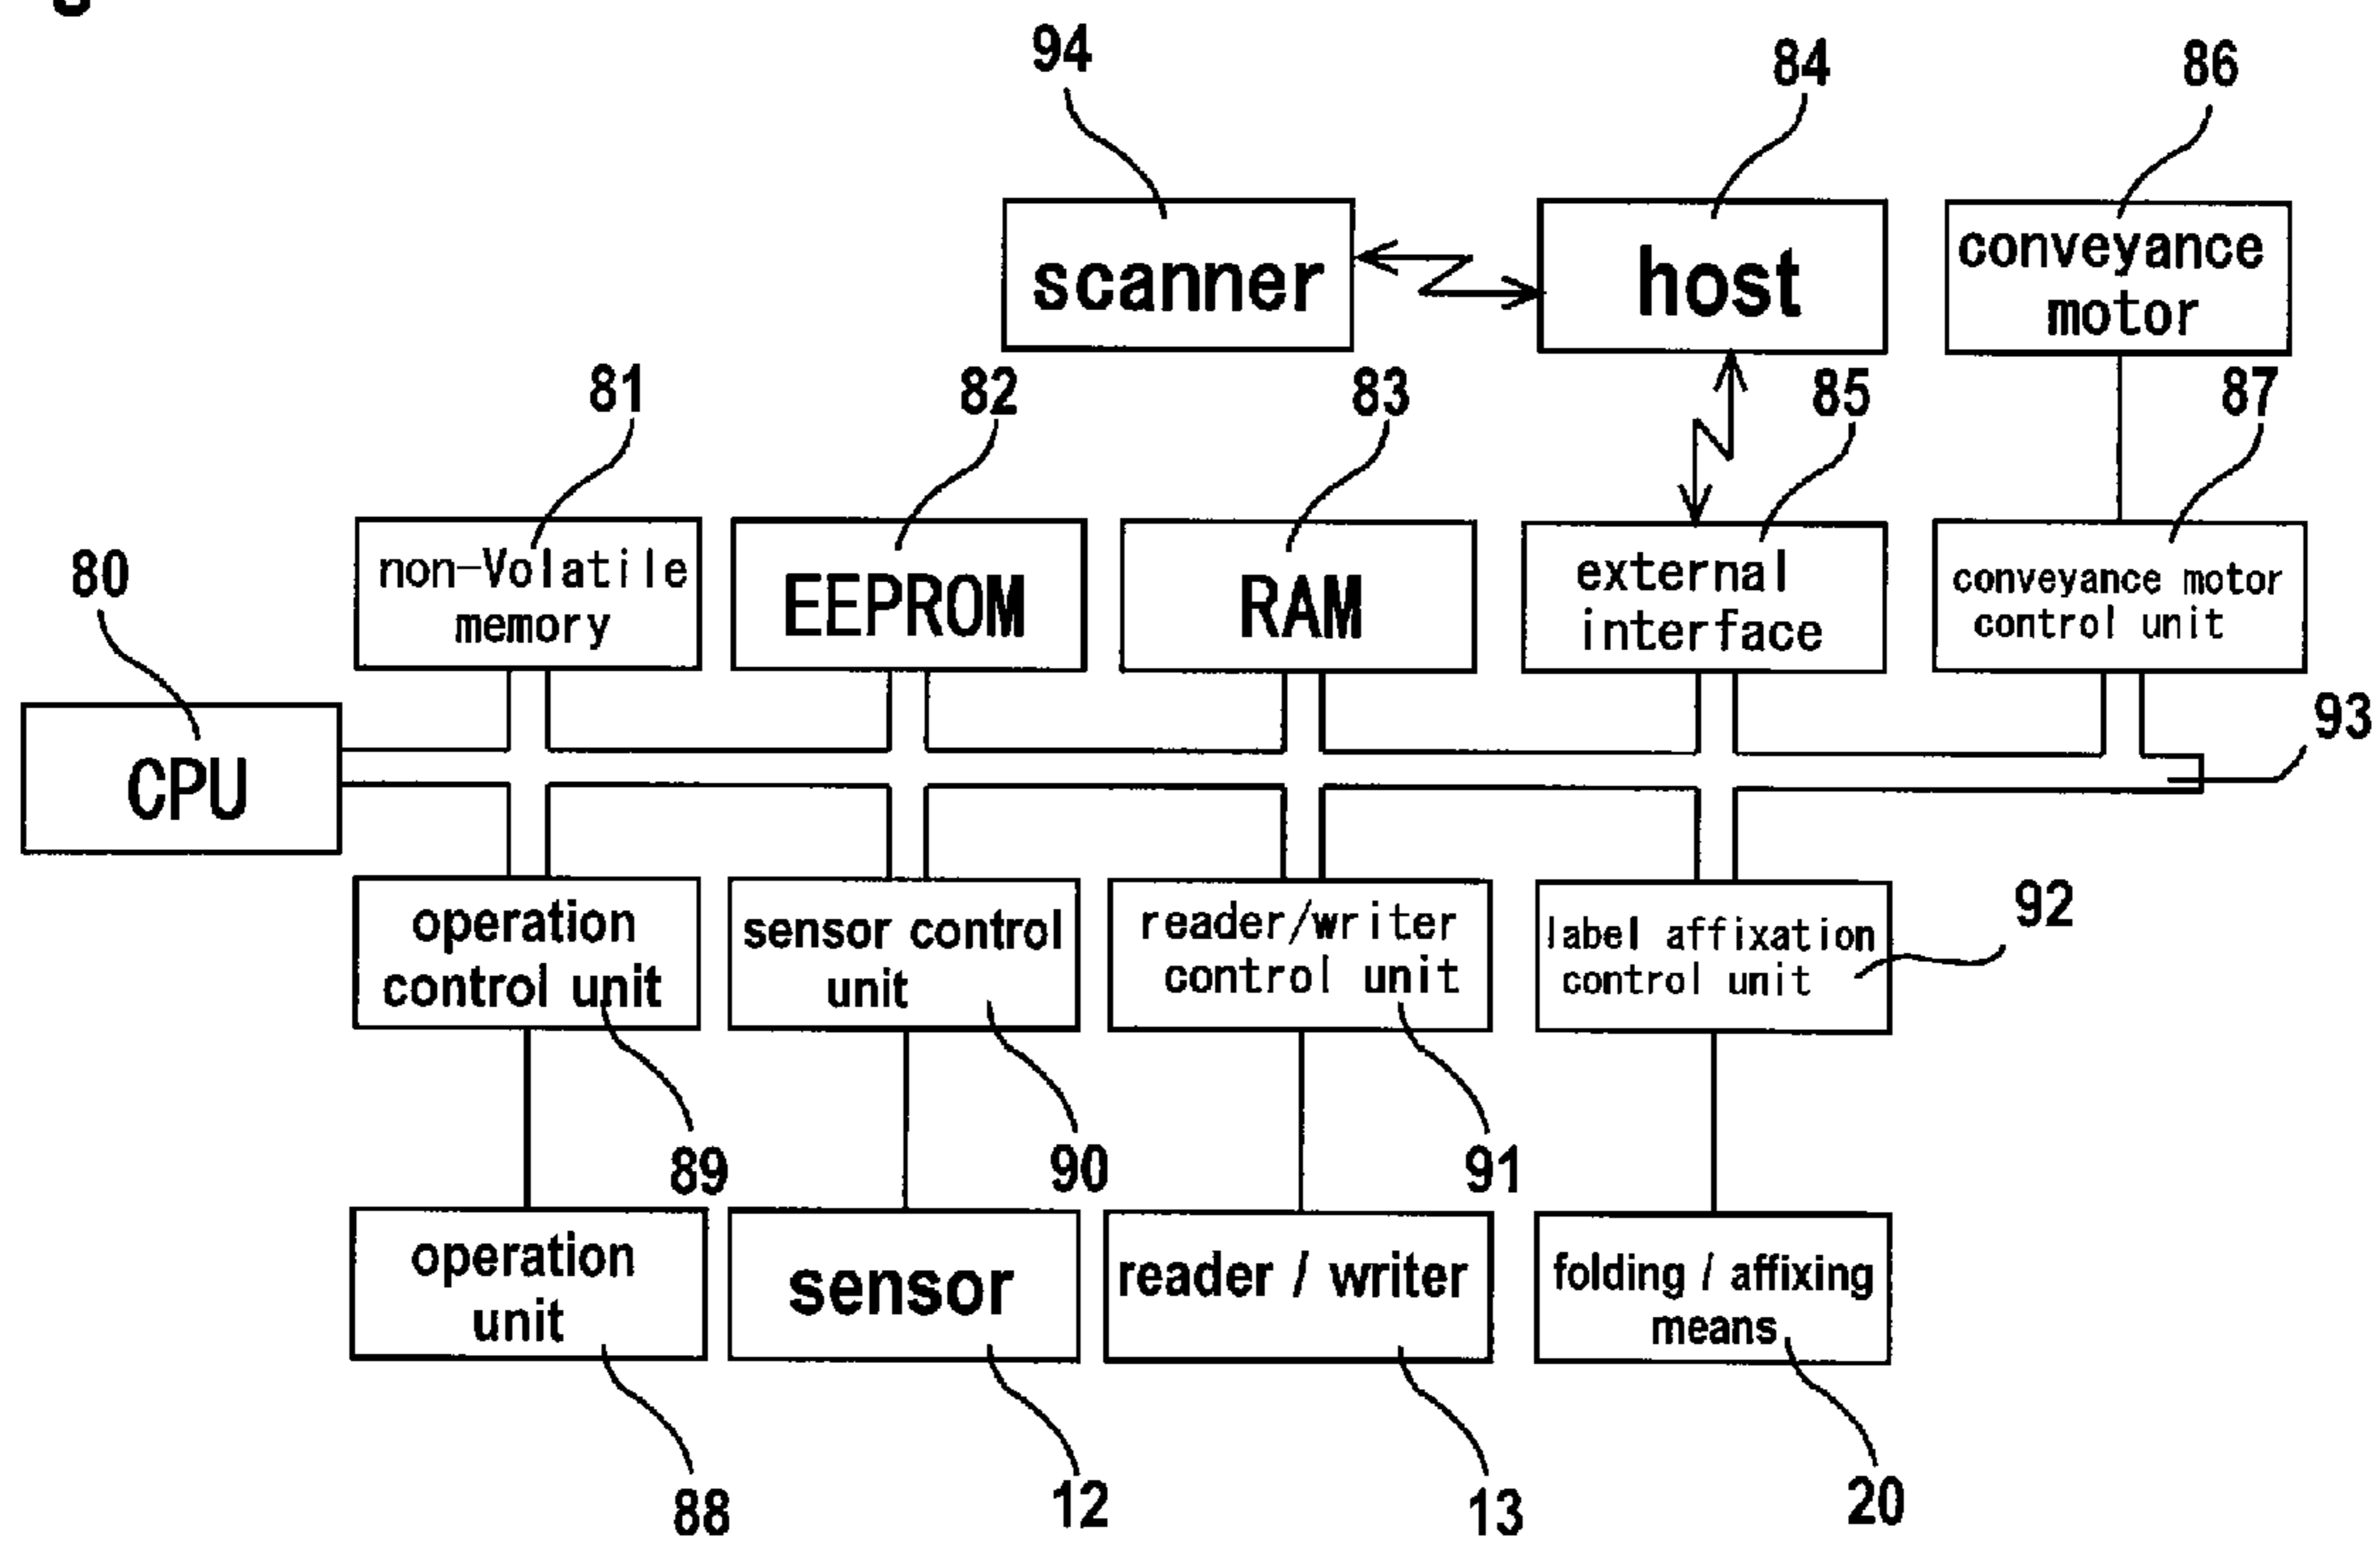 94
84
86
scanner
host
conveyance
motor
81
82
83
85
87
80
non-Volatile
memory
EEPROM
RAM
external
interface
conveyance motor
control unit
CPU
93
operation
control unit
sensor control
unit
reader/writer
control unit
label affixation
control unit
92
89
90
91
operation
unit
sensor
reader / writer
folding / affixing
means
88
12
13
20